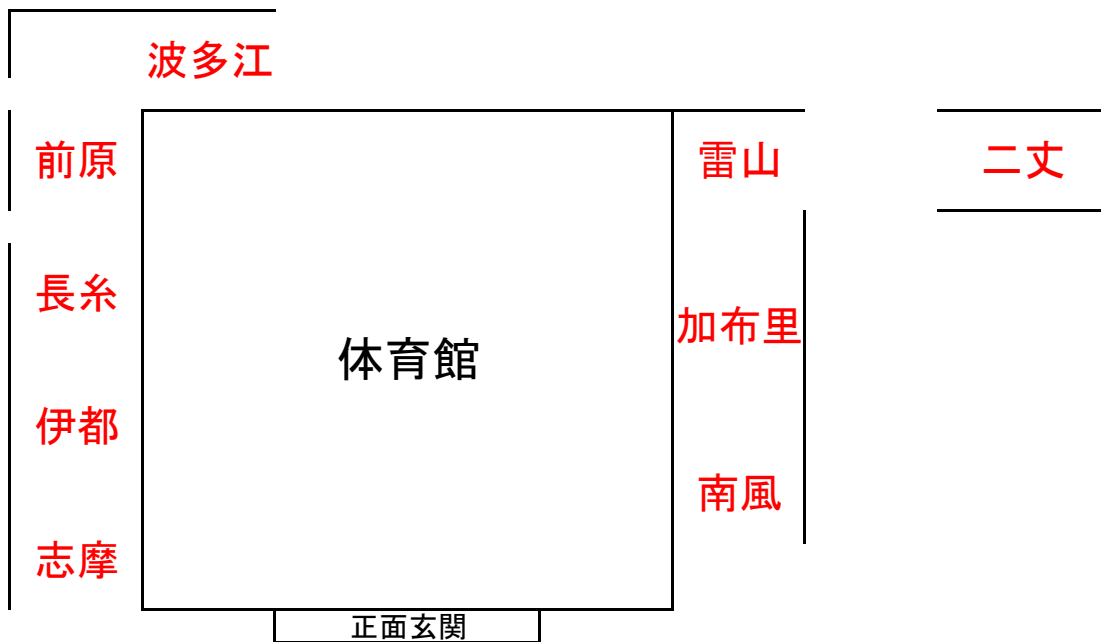 波多江
前原
雷山
二丈
長糸
加布里
体育館
伊都
南風
志摩
正面玄関